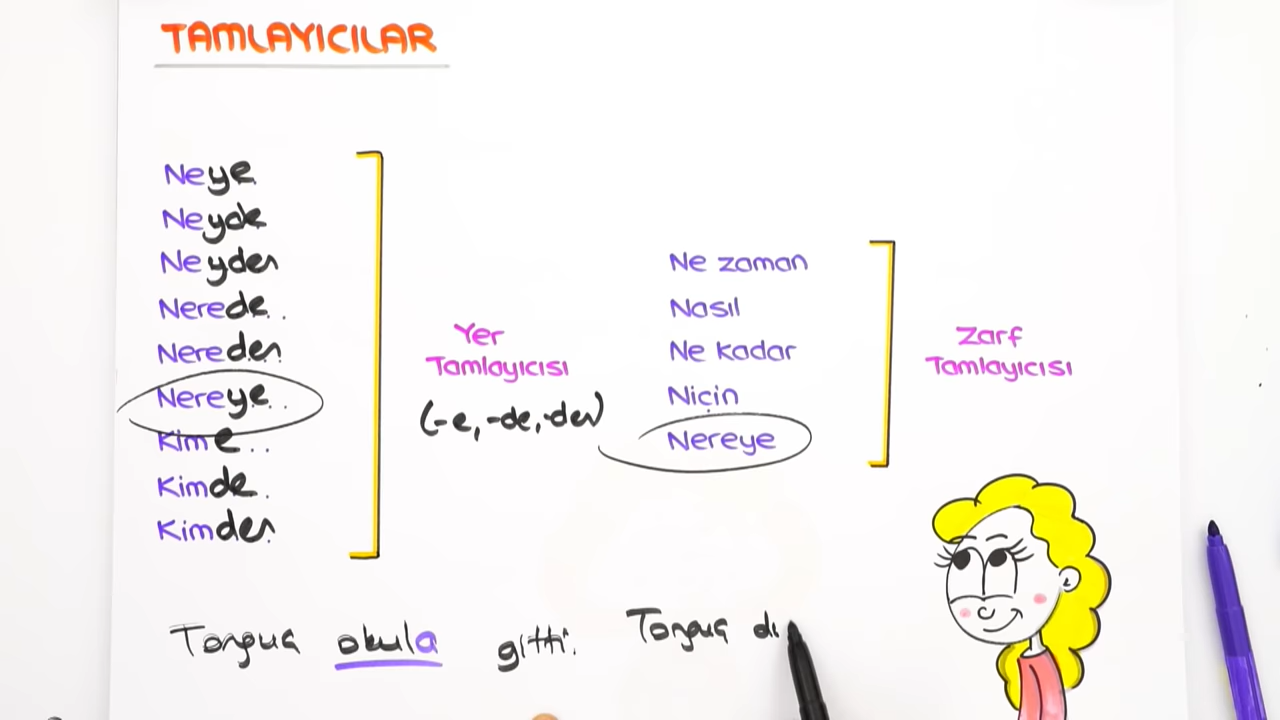 TAMLAYICILAR
Neye
Neyde
Neyden
Nerede
Nereden
Nereye
Kime
Kimde
Kimden
Yer
Tamlayıcısı
(-e, -de, -den)
Ne zaman
Nasıl
Ne kadar
Niçin
Nereye
Zarf
Tamlayıcısı
Tonguç okula gitti. Tonguç dı